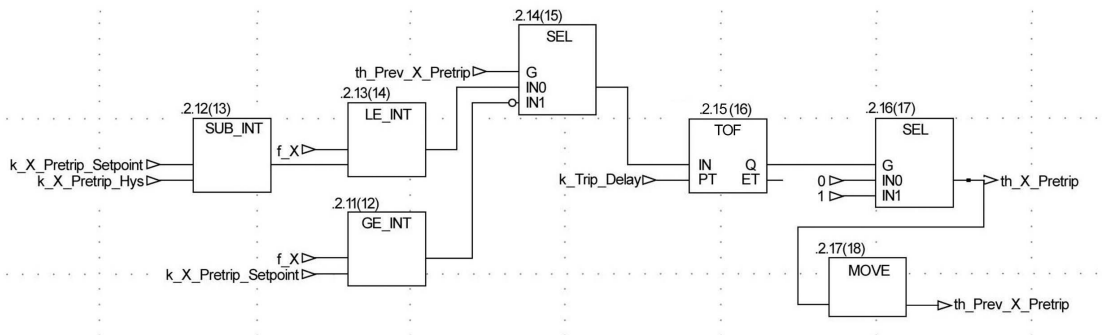 .2.14(15)
SEL
th_Prev_X_Pretrip
G
IN0
IN1
.2.13(14)
LE_INT
f_X
.2.12(13)
SUB_INT
k_X_Pretrip_Setpoint
k_X_Pretrip_Hys
.2.11(12)
GE_INT
f_X
k_X_Pretrip_Setpoint
.2.15(16)
TOF
IN Q
k_Trip_Delay PT ET
.2.16(17)
SEL
G
0 IN0
1 IN1
th_X_Pretrip
.2.17(18)
MOVE
th_Prev_X_Pretrip